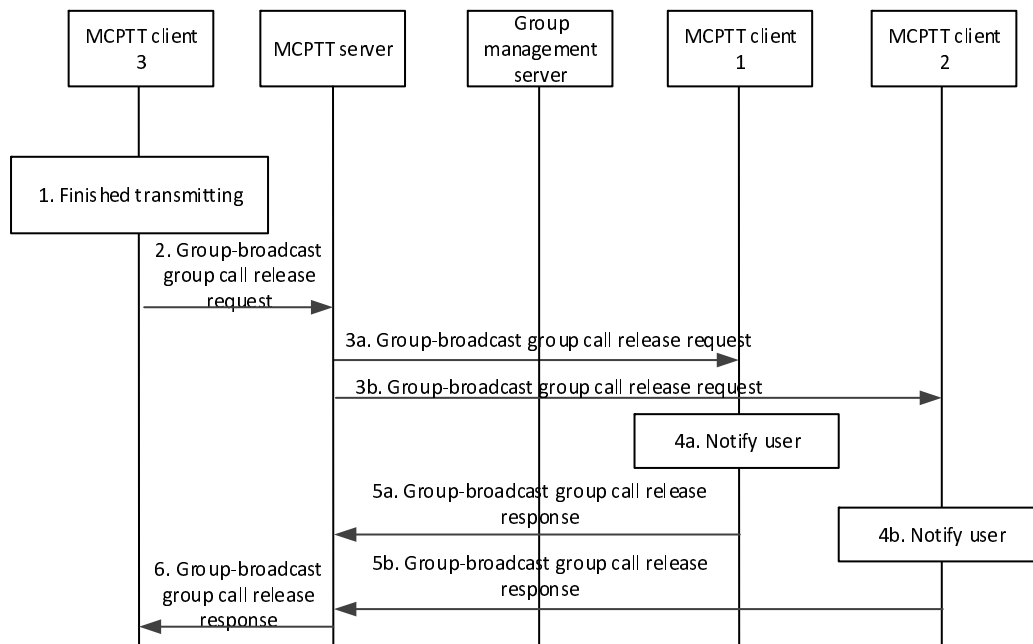 MCPTT client
3
MCPTT server
Group
management
server
MCPTT client
1
MCPTT client
2
1. Finished transmitting
2. Group-broadcast
group call release
request
3a. Group-broadcast group call release request
3b. Group-broadcast group call release request
4a. Notify user
5a. Group-broadcast group call release
response
4b. Notify user
5b. Group-broadcast group call release
response
6. Group-broadcast
group call release
response